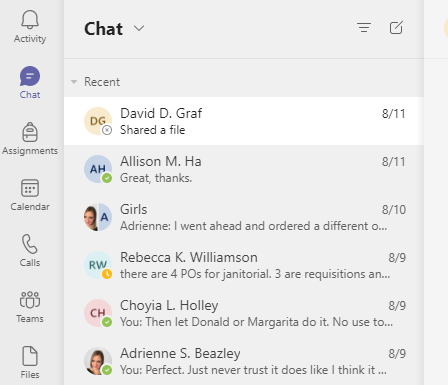 Activity
Chat
Assignments
Calendar
Calls
Teams
Files
Chat
Recent
DG
David D. Graf
8/11
Shared a file
AH
Allison M. Ha
8/11
Great, thanks.
A
Girls
8/10
Adrienne: I went ahead and ordered a different o...
RW
Rebecca K. Williamson
8/9
there are 4 POs for janitorial. 3 are requisitions an...
CH
Choyia L. Holley
8/9
You: Then let Donald or Margarita do it. No use to...
Adrienne S. Beazley
8/9
You: Perfect. Just never trust it does like I think it ...